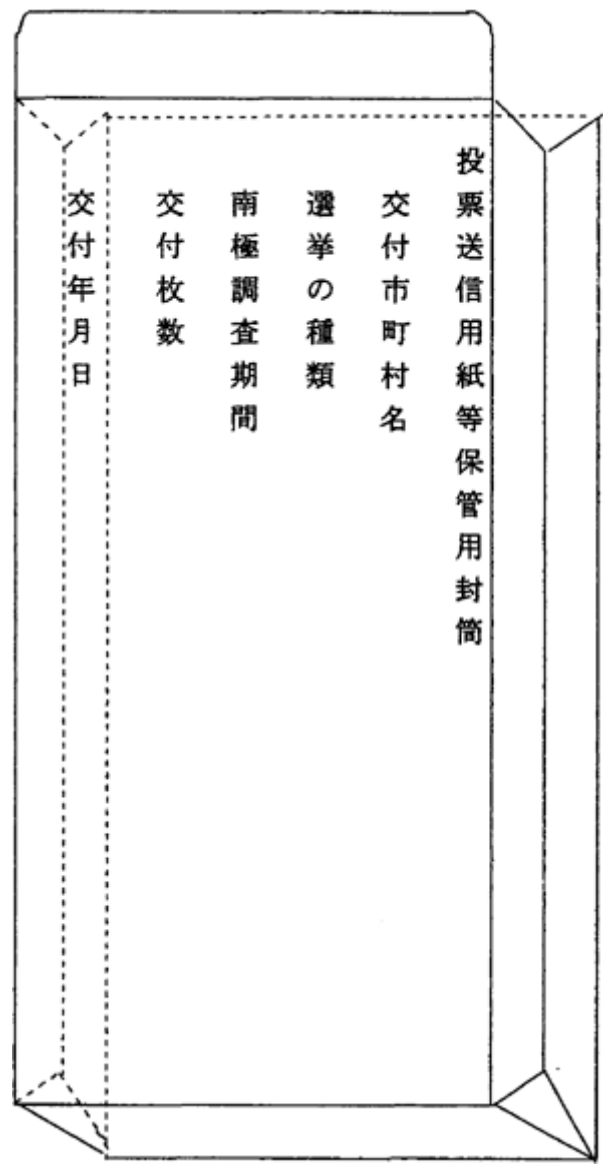 投票送信用紙等保管用封筒
交付市町村名
選挙の種類
南極調査期間
交付枚数
交付年月日